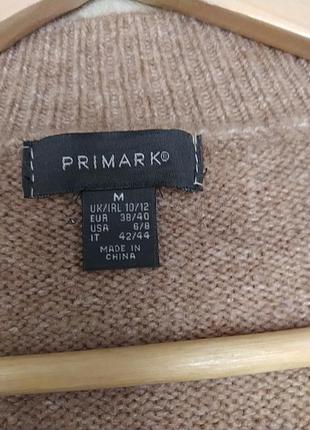 PRIMARK®
M
UK/IRL 10/12
EUR 38/40
USA 6/8
IT 42/44
MADE IN
CHINA